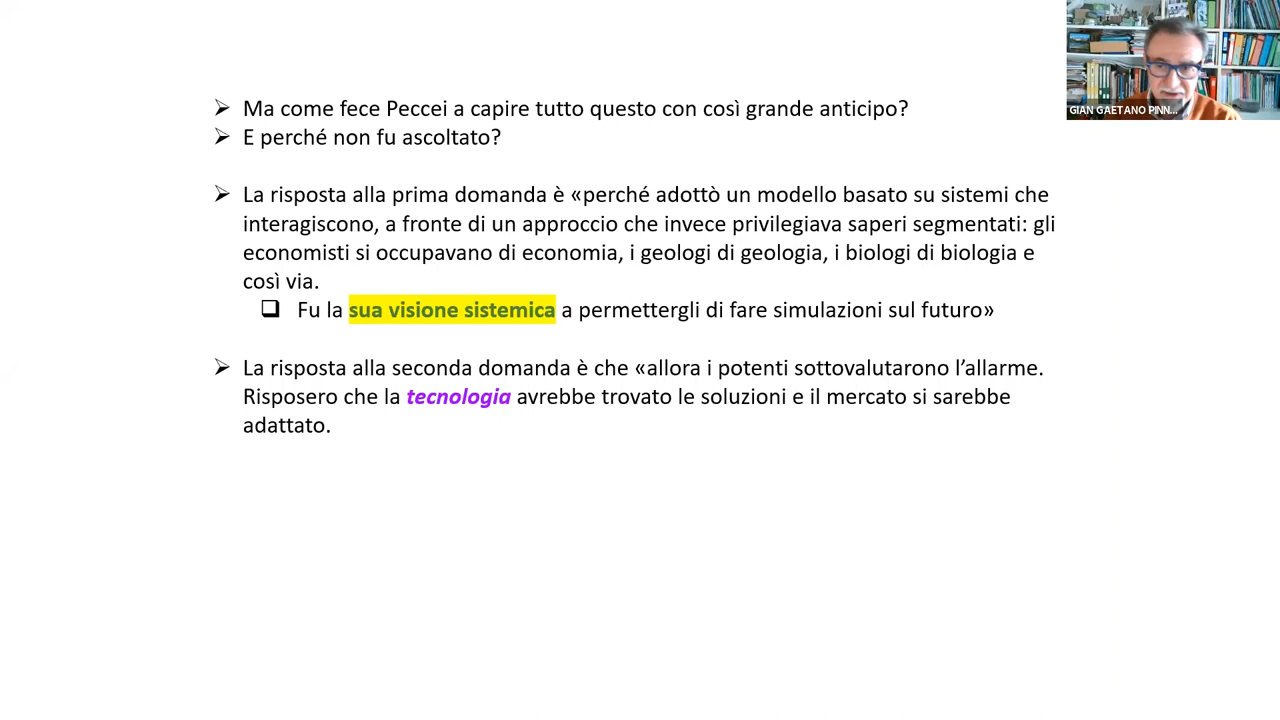 Ma come fece Peccei a capire tutto questo con così grande anticipo?
E perché non fu ascoltato?
La risposta alla prima domanda è «perché adottò un modello basato su sistemi che
interagiscono, a fronte di un approccio che invece privilegiava saperi segmentati: gli
economisti si occupavano di economia, i geologi di geologia, i biologi di biologia e
così via.
Fu la sua visione sistemica a permettergli di fare simulazioni sul futuro»
La risposta alla seconda domanda è che «allora i potenti sottovalutarono l’allarme.
Risposero che la tecnologia avrebbe trovato le soluzioni e il mercato si sarebbe
adattato.
GIAN GAETANO PINN...